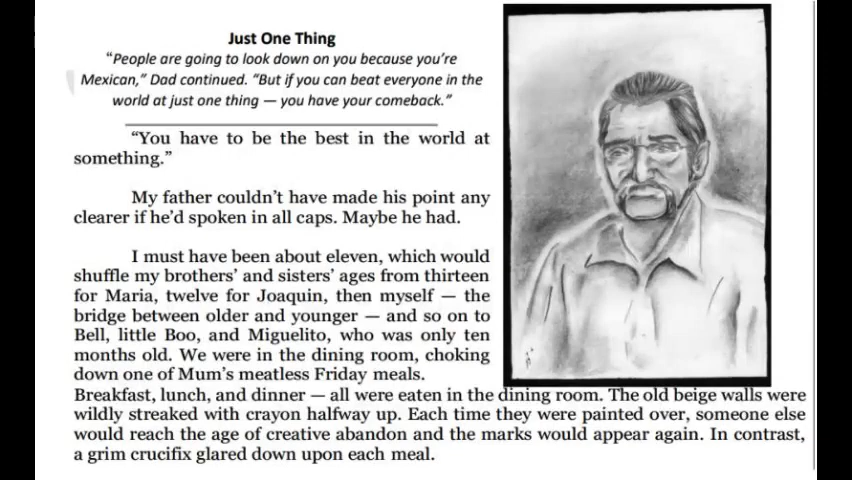 Just One Thing
“People are going to look down on you because you’re
Mexican,” Dad continued. “But if you can beat everyone in the
world at just one thing — you have your comeback.”
“You have to be the best in the world at
something.”
My father couldn’t have made his point any
clearer if he’d spoken in all caps. Maybe he had.
I must have been about eleven, which would
shuffle my brothers’ and sisters’ ages from thirteen
for Maria, twelve for Joaquin, then myself — the
bridge between older and younger — and so on to
Bell, little Boo, and Miguelito, who was only ten
months old. We were in the dining room, choking
down one of Mum’s meatless Friday meals.
Breakfast, lunch, and dinner — all were eaten in the dining room. The old beige walls were
wildly streaked with crayon halfway up. Each time they were painted over, someone else
would reach the age of creative abandon and the marks would appear again. In contrast,
a grim crucifix glared down upon each meal.